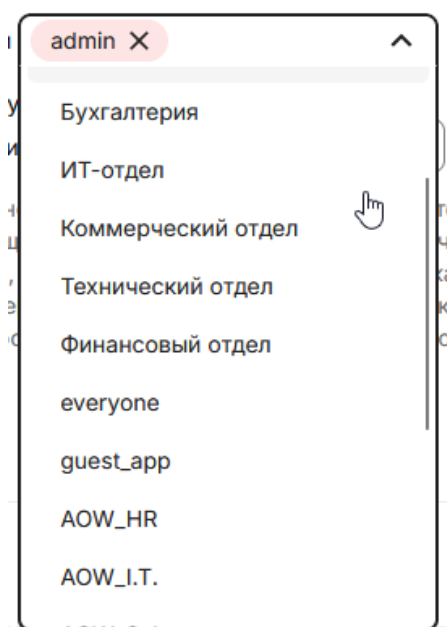 admin
Бухгалтерия
ИТ-отдел
Коммерческий отдел
Технический отдел
Финансовый отдел
everyone
guest_app
AOW_HR
AOW_I.T.